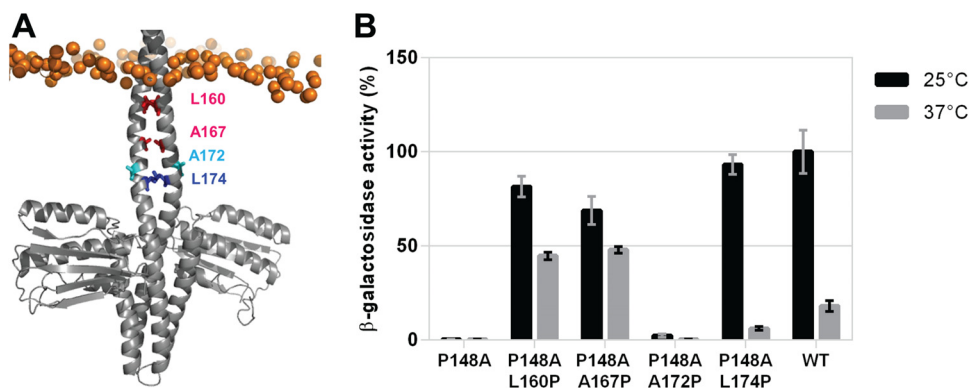 A
L160
A167
A172
L174
B
β-galactosidase activity (%)
150
100
50
0
P148A
P148A
L160P
P148A
A167P
P148A
A172P
P148A
L174P
WT
25°C
37°C